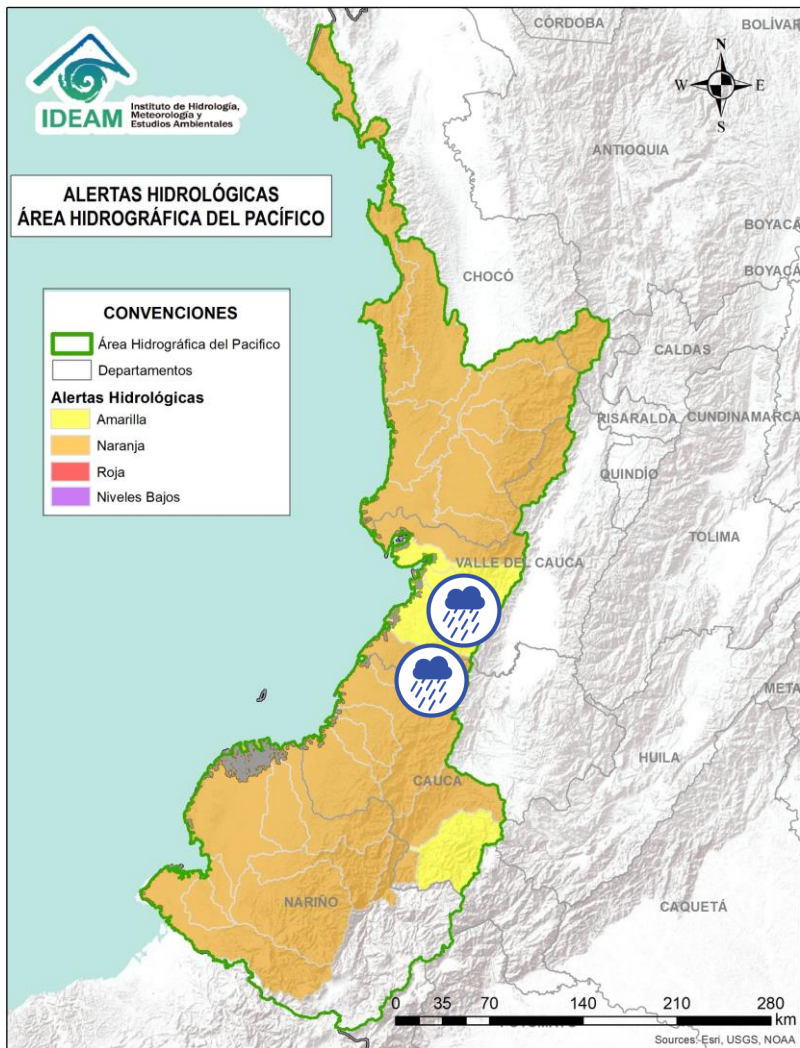 CÓRDOBA
BOLÍVAR
N
W
E
S
IDEAM
Instituto de Hidrología,
Meteorología y
Estudios Ambientales
ANTIOQUIA
ALERTAS HIDROLÓGICAS
ÁREA HIDROGRÁFICA DEL PACÍFICO
BOYACÁ
BOYACÁ
CHOCÓ
CONVENCIONES
Área Hidrográfica del Pacifico
Departamentos
Alertas Hidrológicas
Amarilla
Naranja
Roja
Niveles Bajos
CALDAS
RISARALDA
CUNDINAMARCA
QUINDÍO
TOLIMA
VALLE DEL CAUCA
META
HUILA
CAUCA
NARIÑO
CAQUETÁ
0 35 70 140 210 280
km
Sources: Esri, USGS, NOAA